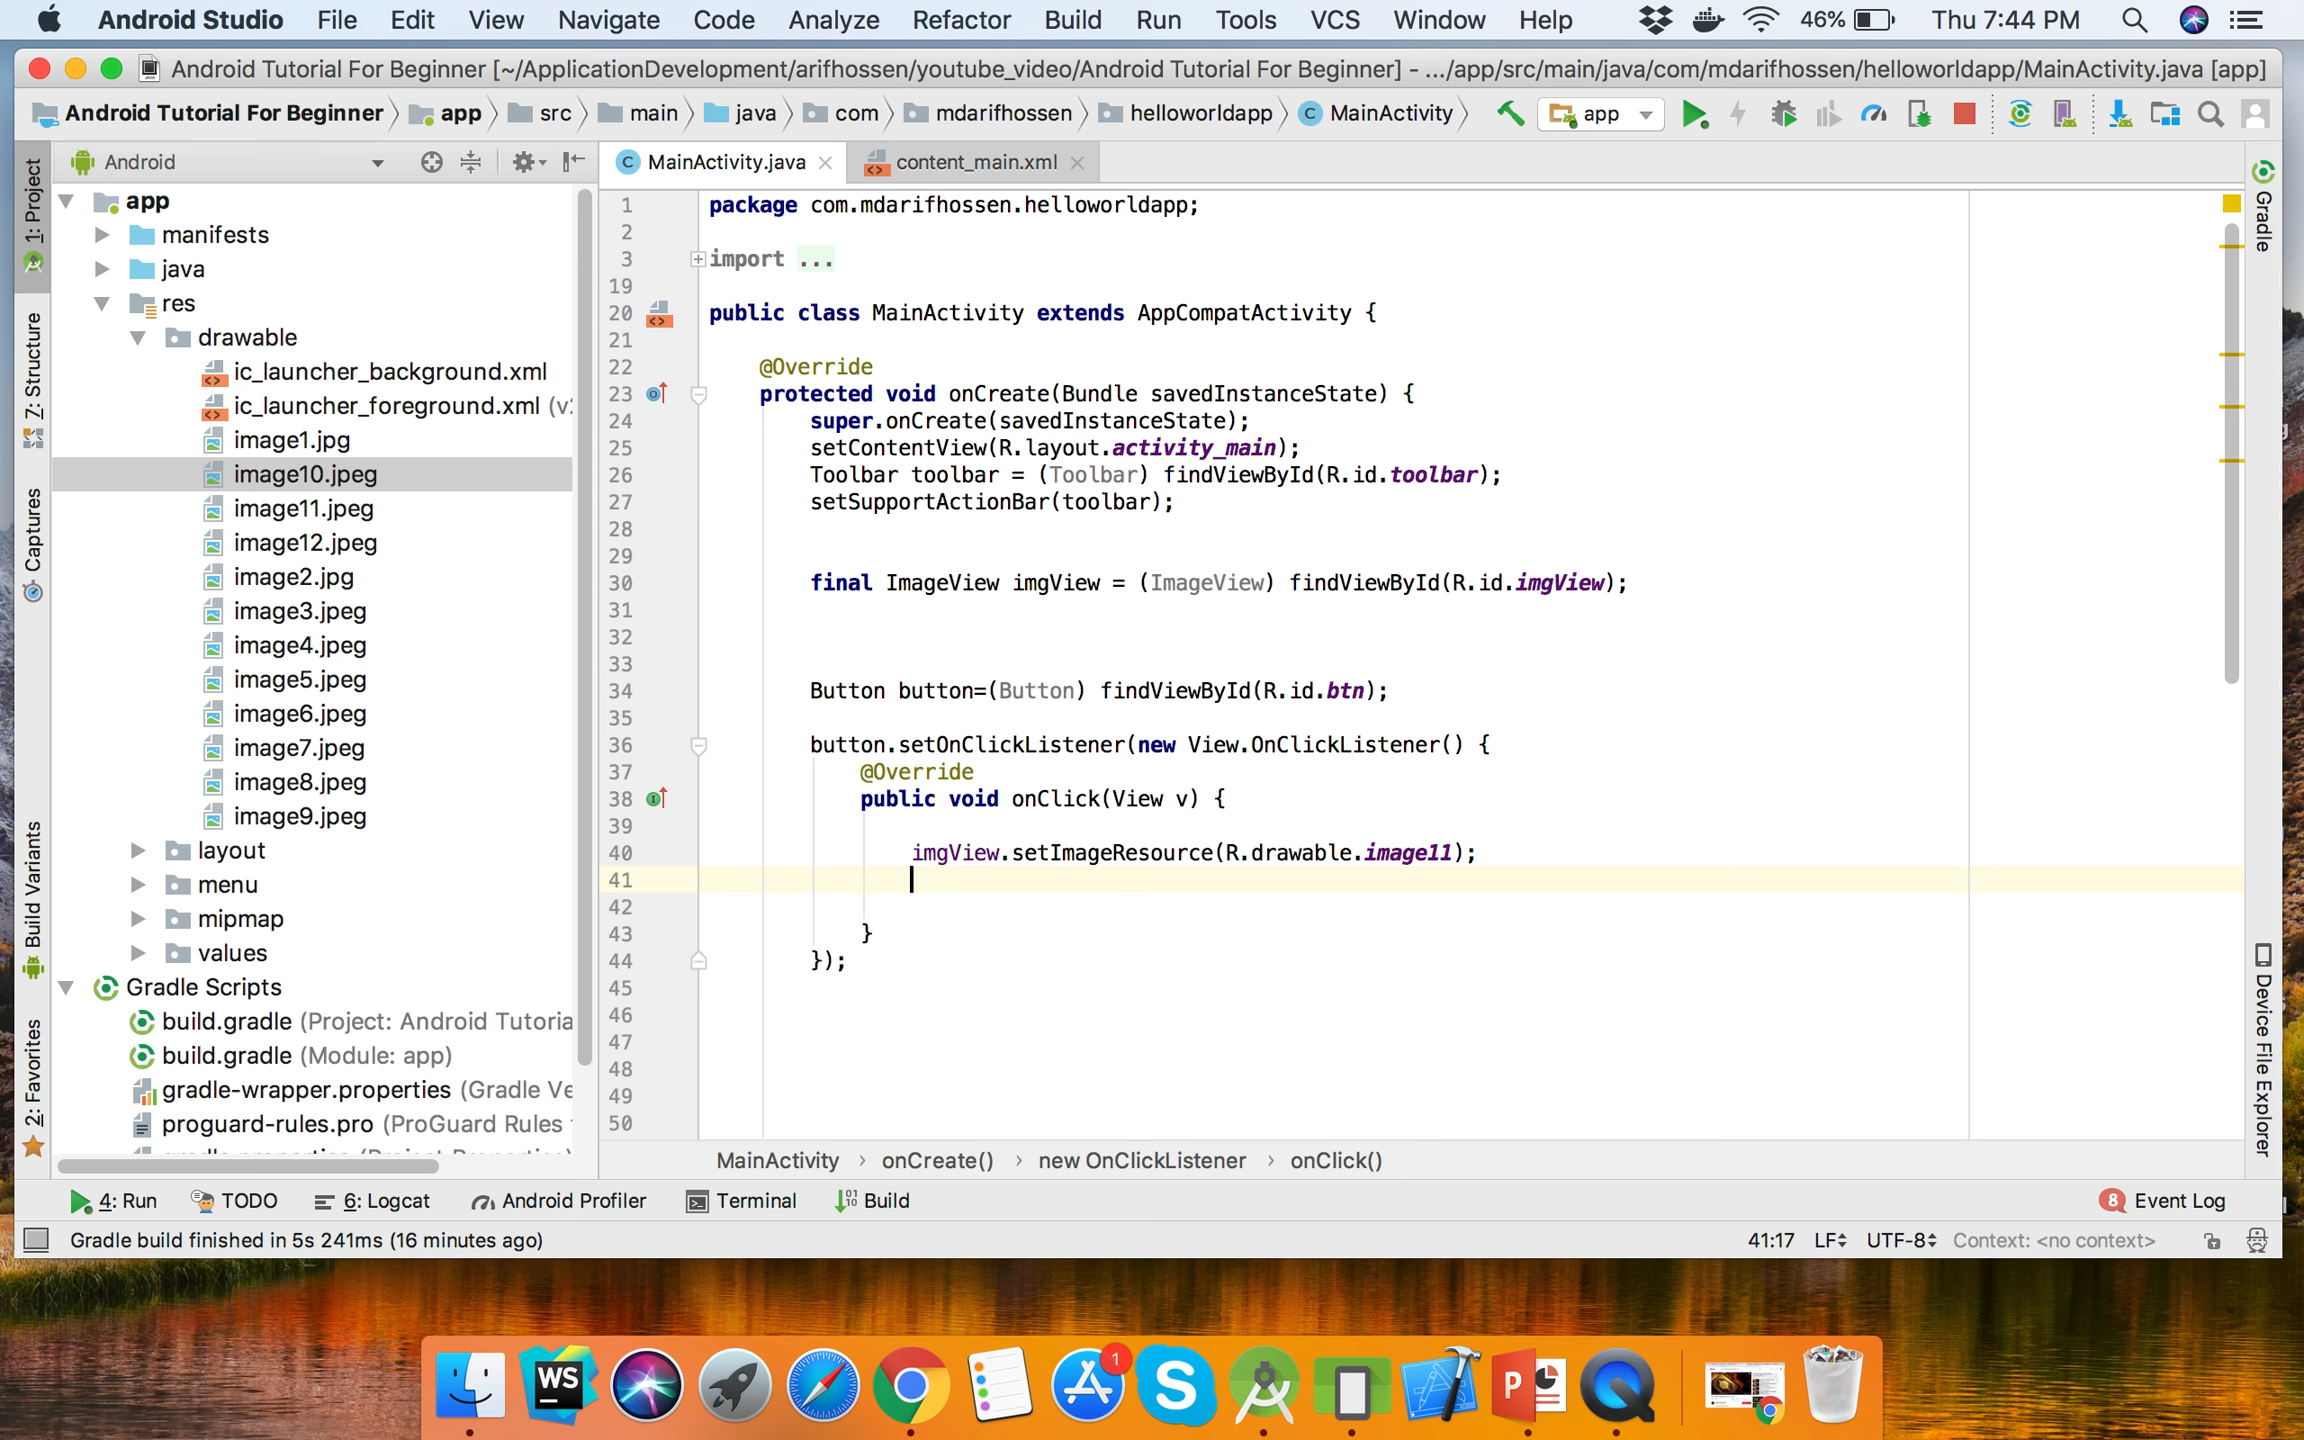 Android Studio File Edit View Navigate Code Analyze Refactor Build Run Tools VCS Window Help 46% Thu 7:44 PM
Android Tutorial For Beginner [~/ApplicationDevelopment/arifhossen/youtube_video/Android Tutorial For Beginner] - .../app/src/main/java/com/mdarifhossen/helloworldapp/MainActivity.java [app]
Android Tutorial For Beginner app src main java com mdarifhossen helloworldapp MainActivity app
Android
MainActivity.java content_main.xml
1: Project
Z: Structure
Captures
Build Variants
2: Favorites
app
manifests
java
res
drawable
ic_launcher_background.xml
ic_launcher_foreground.xml
image1.jpg
image10.jpeg
image11.jpeg
image12.jpeg
image2.jpg
image3.jpeg
image4.jpeg
image5.jpeg
image6.jpeg
image7.jpeg
image8.jpeg
image9.jpeg
layout
menu
mipmap
values
Gradle Scripts
build.gradle (Project: Android Tutoria
build.gradle (Module: app)
gradle-wrapper.properties (Gradle Ve
proguard-rules.pro (ProGuard Rules
1 package com.mdarifhossen.helloworldapp;
2
3 import ...
19
20 public class MainActivity extends AppCompatActivity {
21
22 @Override
23 protected void onCreate(Bundle savedInstanceState) {
24 super.onCreate(savedInstanceState);
25 setContentView(R.layout.activity_main);
26 Toolbar toolbar = (Toolbar) findViewById(R.id.toolbar);
27 setSupportActionBar(toolbar);
28
29
30 final ImageView imgView = (ImageView) findViewById(R.id.imgView);
31
32
33
34 Button button=(Button) findViewById(R.id.btn);
35
36 button.setOnClickListener(new View.OnClickListener() {
37 @Override
38 public void onClick(View v) {
39
40 imgView.setImageResource(R.drawable.image11);
41
42
43 }
44 });
45
46
47
48
49
50
MainActivity › onCreate() › new OnClickListener › onClick()
Gradle
Device File Explorer
4: Run TODO 6: Logcat Android Profiler Terminal Build 8 Event Log
Gradle build finished in 5s 241ms (16 minutes ago) 41:17 LF UTF-8 Context: <no context>
WS
1
S
P